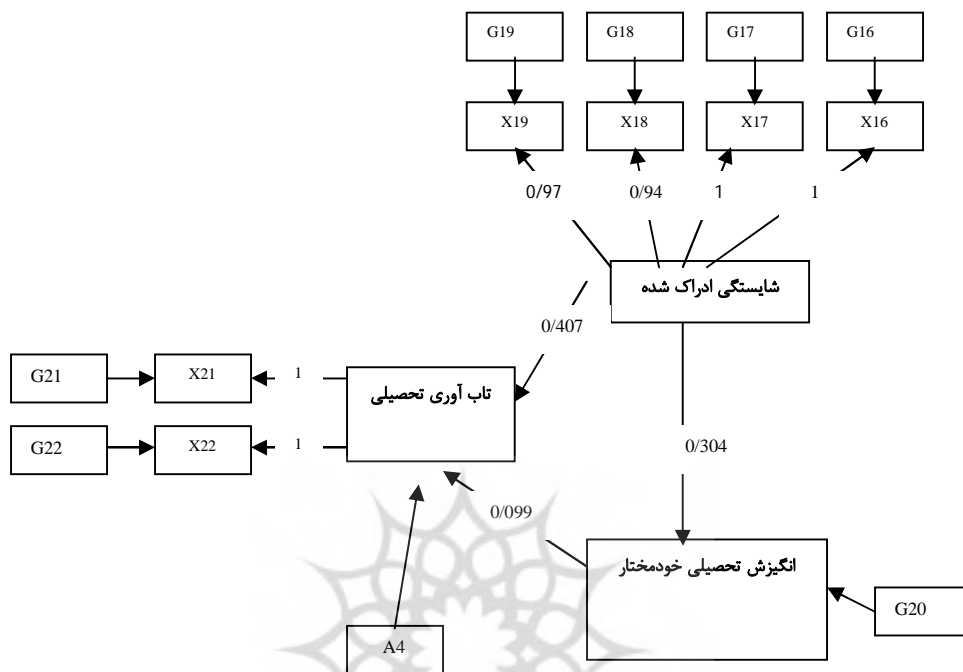 G19 G18 G17 G16
X19 X18 X17 X16
0/97 0/94 1 1
شایستگی ادراک شده
0/407
G21 X21 1 تاب آوری تحصیلی
G22 X22 1 0/304
0/099
انگیزش تحصیلی خودمختار
G20
A4